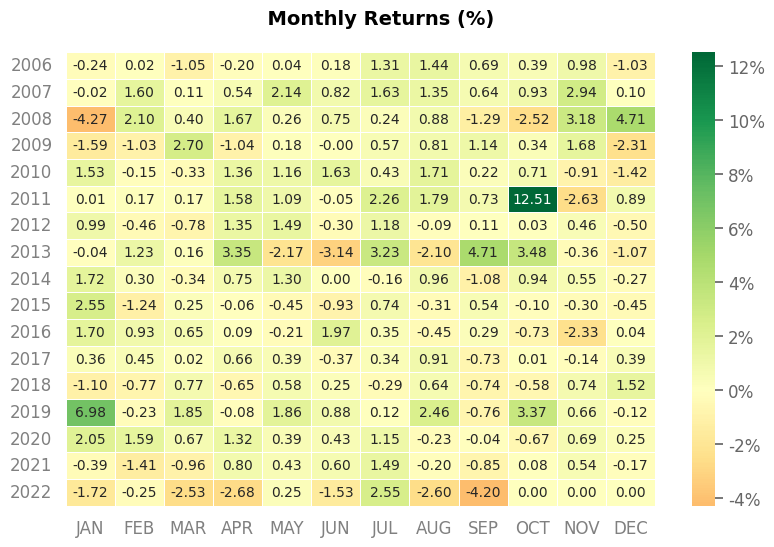 Monthly Returns (%)
2006 -0.24 0.02 -1.05 -0.20 0.04 0.18 1.31 1.44 0.69 0.39 0.98 -1.03
2007 -0.02 1.60 0.11 0.54 2.14 0.82 1.63 1.35 0.64 0.93 2.94 0.10
2008 -4.27 2.10 0.40 1.67 0.26 0.75 0.24 0.88 -1.29 -2.52 3.18 4.71
2009 -1.59 -1.03 2.70 -1.04 0.18 -0.00 0.57 0.81 1.14 0.34 1.68 -2.31
2010 1.53 -0.15 -0.33 1.36 1.16 1.63 0.43 1.71 0.22 0.71 -0.91 -1.42
2011 0.01 0.17 0.17 1.58 1.09 -0.05 2.26 1.79 0.73 12.51 -2.63 0.89
2012 0.99 -0.46 -0.78 1.35 1.49 -0.30 1.18 -0.09 0.11 0.03 0.46 -0.50
2013 -0.04 1.23 0.16 3.35 -2.17 -3.14 3.23 -2.10 4.71 3.48 -0.36 -1.07
2014 1.72 0.30 -0.34 0.75 1.30 0.00 -0.16 0.96 -1.08 0.94 0.55 -0.27
2015 2.55 -1.24 0.25 -0.06 -0.45 -0.93 0.74 -0.31 0.54 -0.10 -0.30 -0.45
2016 1.70 0.93 0.65 0.09 -0.21 1.97 0.35 -0.45 0.29 -0.73 -2.33 0.04
2017 0.36 0.45 0.02 0.66 0.39 -0.37 0.34 0.91 -0.73 0.01 -0.14 0.39
2018 -1.10 -0.77 0.77 -0.65 0.58 0.25 -0.29 0.64 -0.74 -0.58 0.74 1.52
2019 6.98 -0.23 1.85 -0.08 1.86 0.88 0.12 2.46 -0.76 3.37 0.66 -0.12
2020 2.05 1.59 0.67 1.32 0.39 0.43 1.15 -0.23 -0.04 -0.67 0.69 0.25
2021 -0.39 -1.41 -0.96 0.80 0.43 0.60 1.49 -0.20 -0.85 0.08 0.54 -0.17
2022 -1.72 -0.25 -2.53 -2.68 0.25 -1.53 2.55 -2.60 -4.20 0.00 0.00 0.00
JAN FEB MAR APR MAY JUN JUL AUG SEP OCT NOV DEC
12%
10%
8%
6%
4%
2%
0%
-2%
-4%